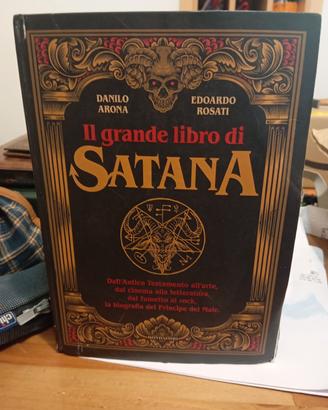 DANILO
ARONA
EDOARDO
ROSATI
Il grande libro di
SATANA
Dall'Antico Testamento all'arte,
dal cinema alla letteratura,
dal fumetto al rock,
la biografia del Principe del Male.